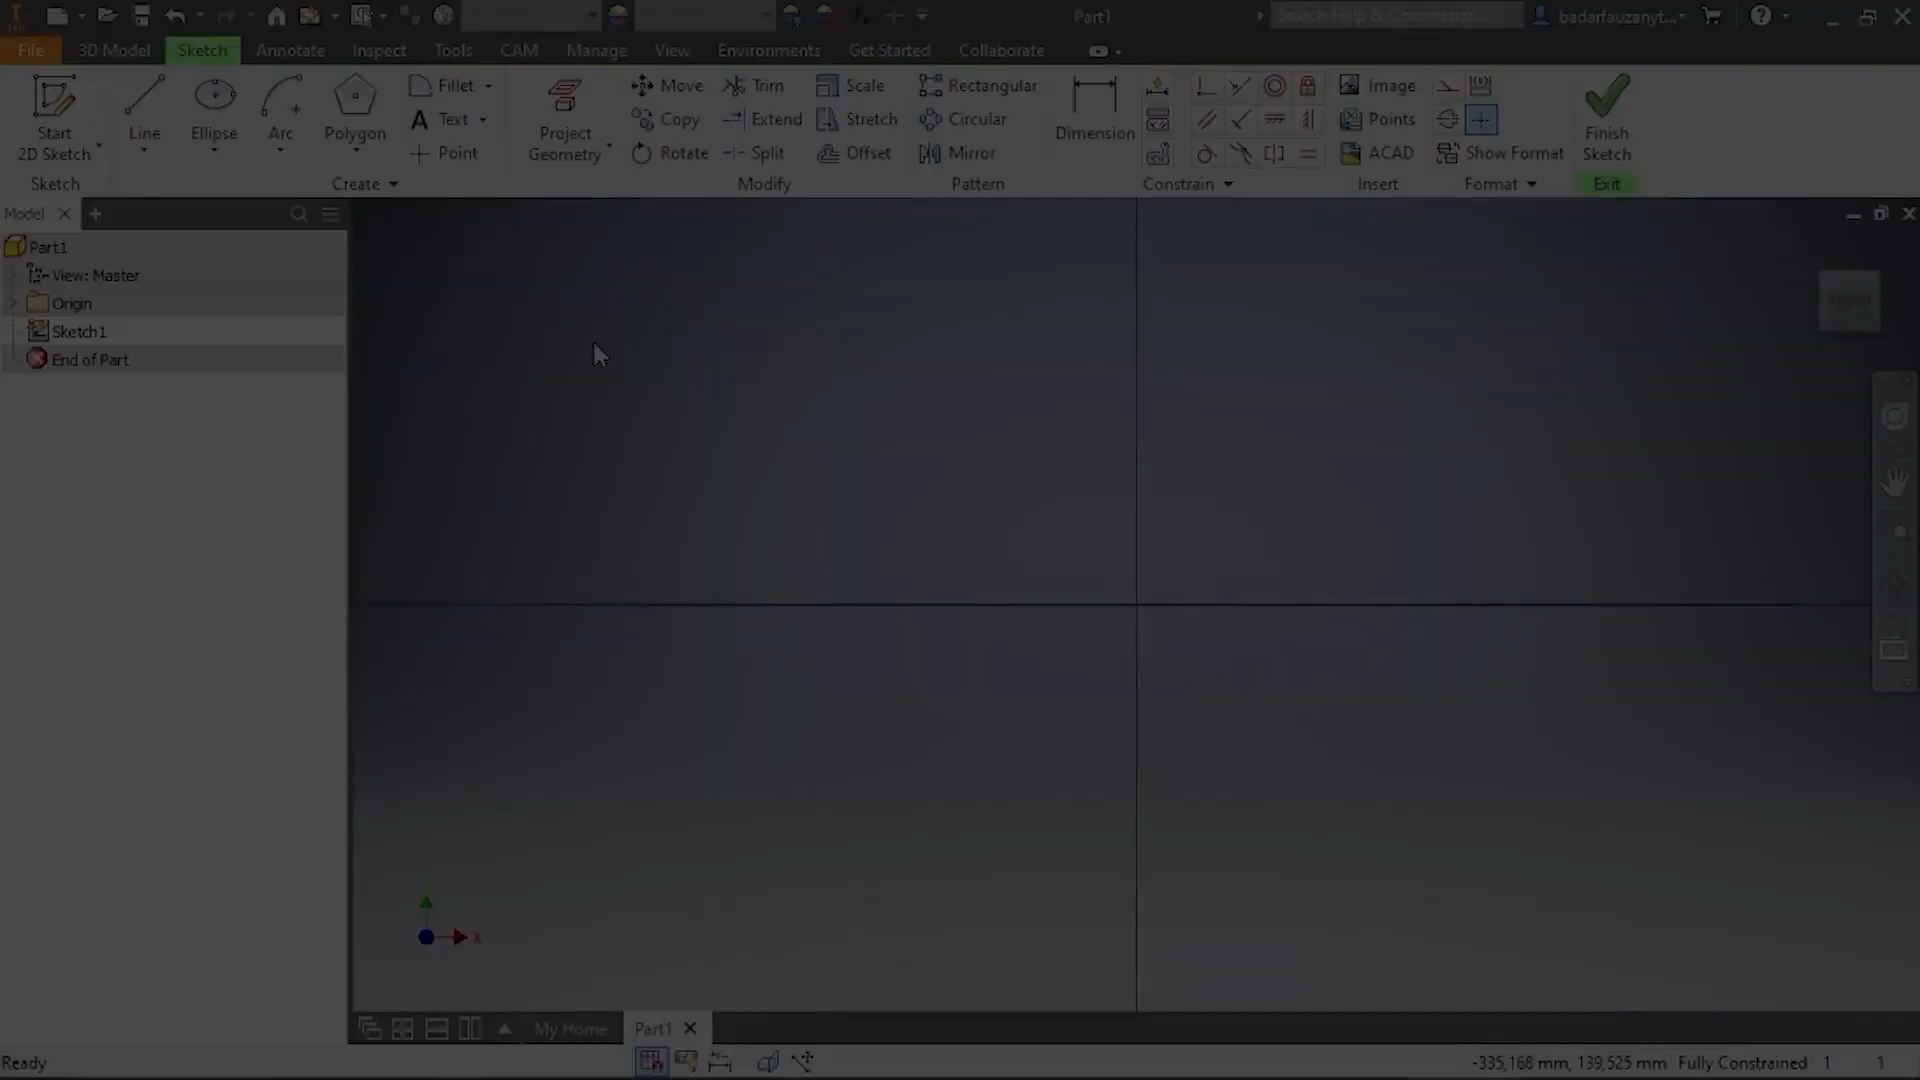 Part1
Search Help & Commands...
badarfauzanyt...
File 3D Model Sketch Annotate Inspect Tools CAM Manage View Environments Get Started Collaborate
Start
2D Sketch
Line
Ellipse
Arc
Polygon
Fillet
Text
Point
Project
Geometry
Move
Copy
Rotate
Trim
Extend
Split
Scale
Stretch
Offset
Rectangular
Circular
Mirror
Dimension
Image
Points
ACAD
Show Format
Finish
Sketch
Sketch Create Modify Pattern Constrain Insert Format Exit
Model
Part1
View: Master
Origin
Sketch1
End of Part
X
My Home Part1
Ready
-335,168 mm, 139,525 mm Fully Constrained 1 1